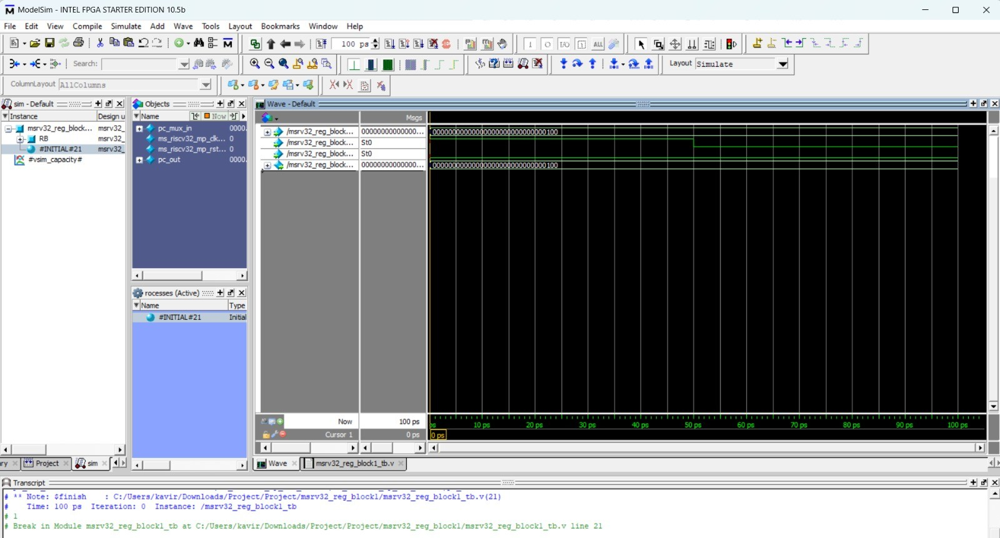 ModelSim - INTEL FPGA STARTER EDITION 10.5b
File Edit View Compile Simulate Add Wave Tools Layout Bookmarks Window Help
100 ps
Search:
Layout Simulate
ColumnLayout AllColumns
sim - Default
Instance Design u
msrv32_reg_block... msrv32_
RB msrv32_
#INITIAL#21 msrv32_
#vsim_capacity#
Objects
Name Now
pc_mux_in 0000.
ms_riscv32_mp_clk... 0
ms_riscv32_mp_rst... 0
pc_out 0000.
rocesses (Active)
Name Type
#INITIAL#21 Initial
Wave - Default
Msgs
/msrv32_reg_block... 00000000000000...
/msrv32_reg_block... St0
/msrv32_reg_block... St0
/msrv32_reg_block... 00000000000000...
00000000000000000000000000000100
00000000000000000000000000000100
Now 100 ps
Cursor 1 0 ps
ps 10 ps 20 ps 30 ps 40 ps 50 ps 60 ps 70 ps 80 ps 90 ps 100 ps
0 ps
ry Project sim
Wave msrv32_reg_block1_tb.v
Transcript
# ** Note: $finish : C:/Users/kavir/Downloads/Project/Project/msrv32_reg_block1/msrv32_reg_block1_tb.v(21)
# Time: 100 ps Iteration: 0 Instance: /msrv32_reg_block1_tb
# 1
# Break in Module msrv32_reg_block1_tb at C:/Users/kavir/Downloads/Project/Project/msrv32_reg_block1/msrv32_reg_block1_tb.v line 21